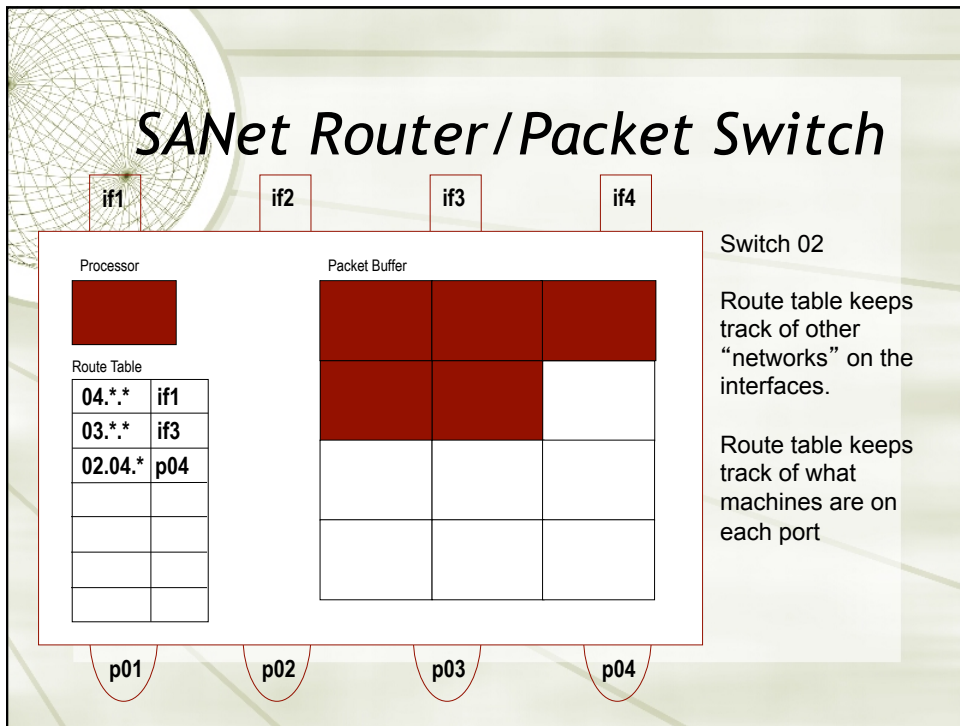 SANet Router/Packet Switch
if1 if2 if3 if4
Processor
Packet Buffer
Route Table
04.*.* if1
03.*.* if3
02.04.* p04
p01 p02 p03 p04
Switch 02
Route table keeps
track of other
“networks” on the
interfaces.
Route table keeps
track of what
machines are on
each port